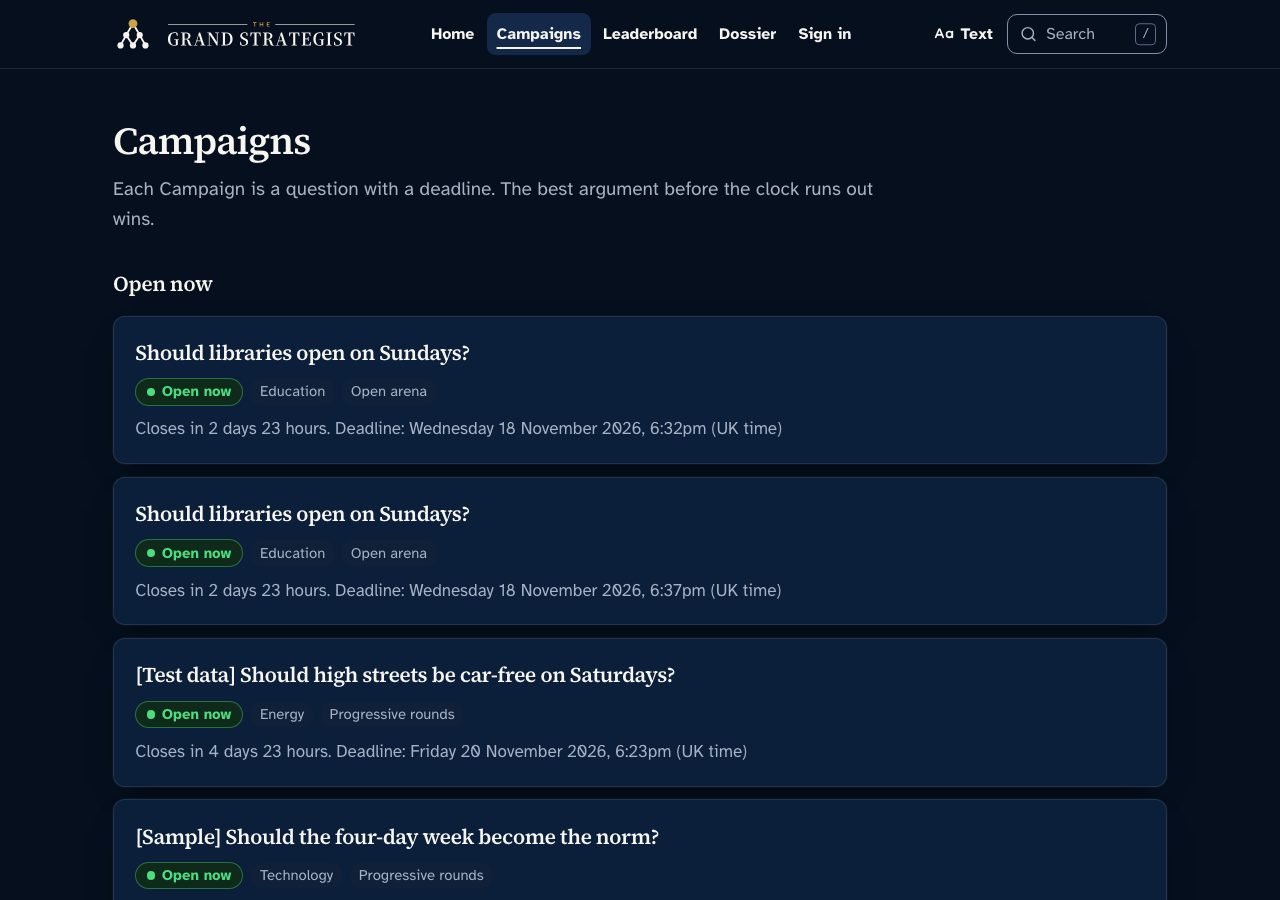 THE
GRAND STRATEGIST
Home
Campaigns
Leaderboard
Dossier
Sign in
Aa Text
Search
/
Campaigns
Each Campaign is a question with a deadline. The best argument before the clock runs out
wins.
Open now
Should libraries open on Sundays?
Open now
Education
Open arena
Closes in 2 days 23 hours. Deadline: Wednesday 18 November 2026, 6:32pm (UK time)
Should libraries open on Sundays?
Open now
Education
Open arena
Closes in 2 days 23 hours. Deadline: Wednesday 18 November 2026, 6:37pm (UK time)
[Test data] Should high streets be car-free on Saturdays?
Open now
Energy
Progressive rounds
Closes in 4 days 23 hours. Deadline: Friday 20 November 2026, 6:23pm (UK time)
[Sample] Should the four-day week become the norm?
Open now
Technology
Progressive rounds